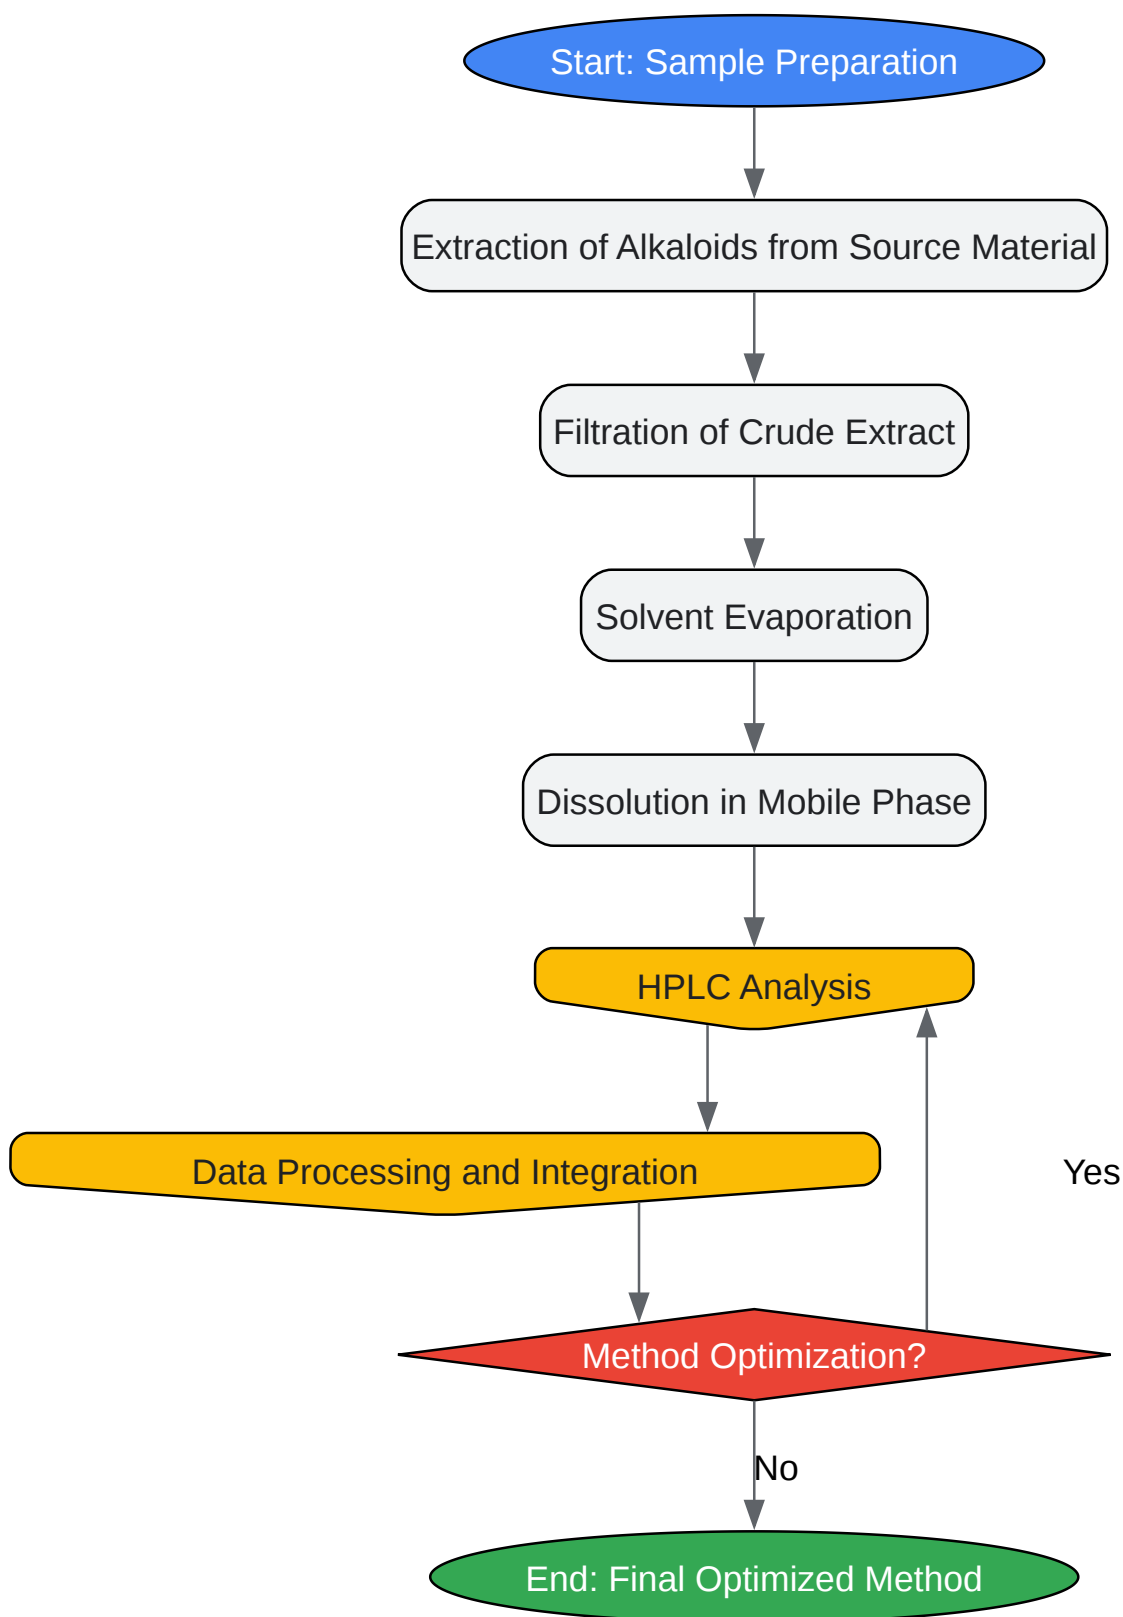 Start: Sample Preparation
Extraction of Alkaloids from Source Material
Filtration of Crude Extract
Solvent Evaporation
Dissolution in Mobile Phase
HPLC Analysis
Data Processing and Integration
Yes
Method Optimization?
No
End: Final Optimized Method